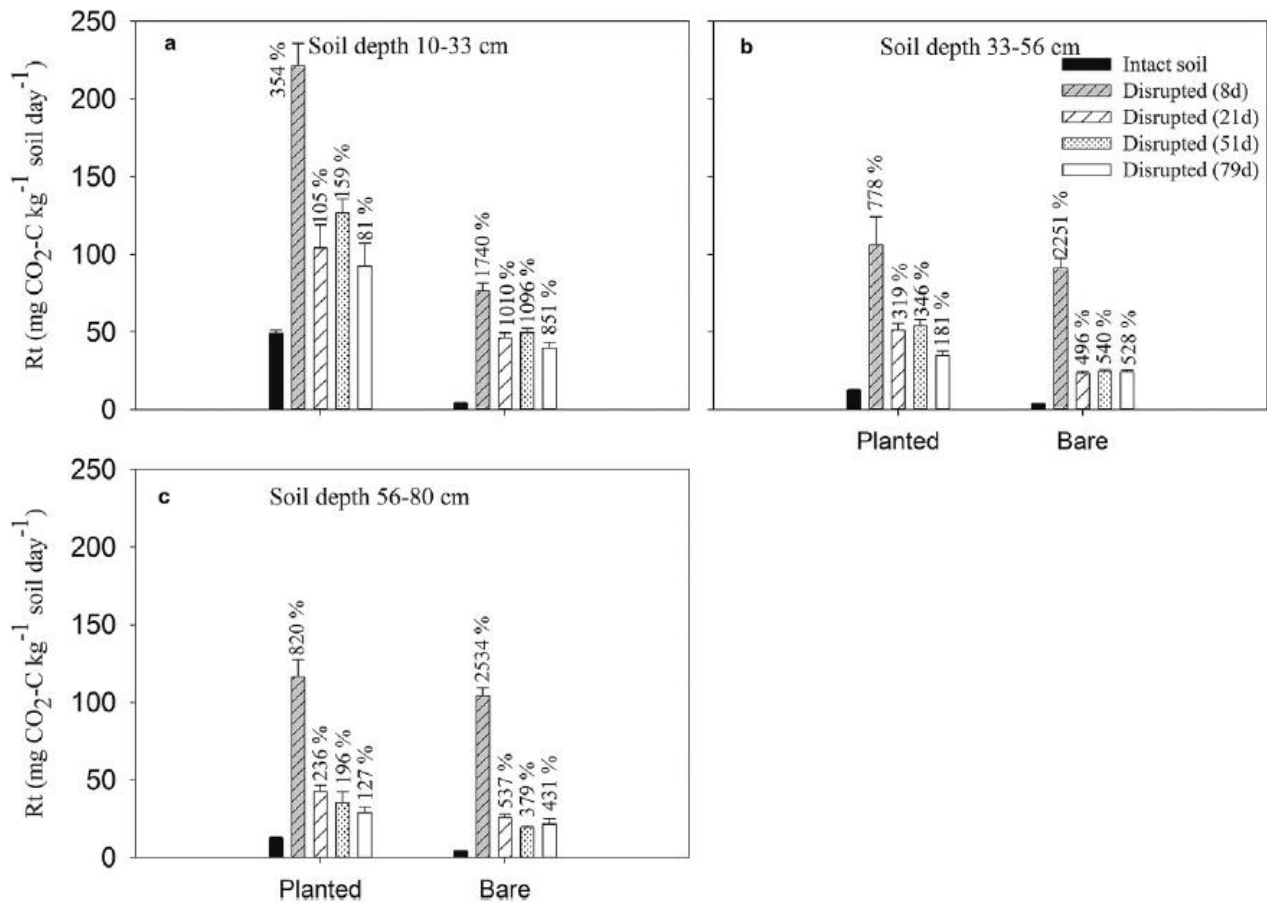 a
Soil depth 10-33 cm
Rt (mg CO2-C kg-1 soil day-1)
250
200
150
100
50
0
354 %
105 %
159 %
81 %
1740 %
1010 %
1096 %
851 %
b
Soil depth 33-56 cm
Intact soil
Disrupted (8d)
Disrupted (21d)
Disrupted (51d)
Disrupted (79d)
778 %
319 %
346 %
181 %
2251 %
496 %
540 %
528 %
Planted
Bare
c
Soil depth 56-80 cm
Rt (mg CO2-C kg-1 soil day-1)
250
200
150
100
50
0
820 %
236 %
196 %
127 %
2534 %
537 %
379 %
431 %
Planted
Bare